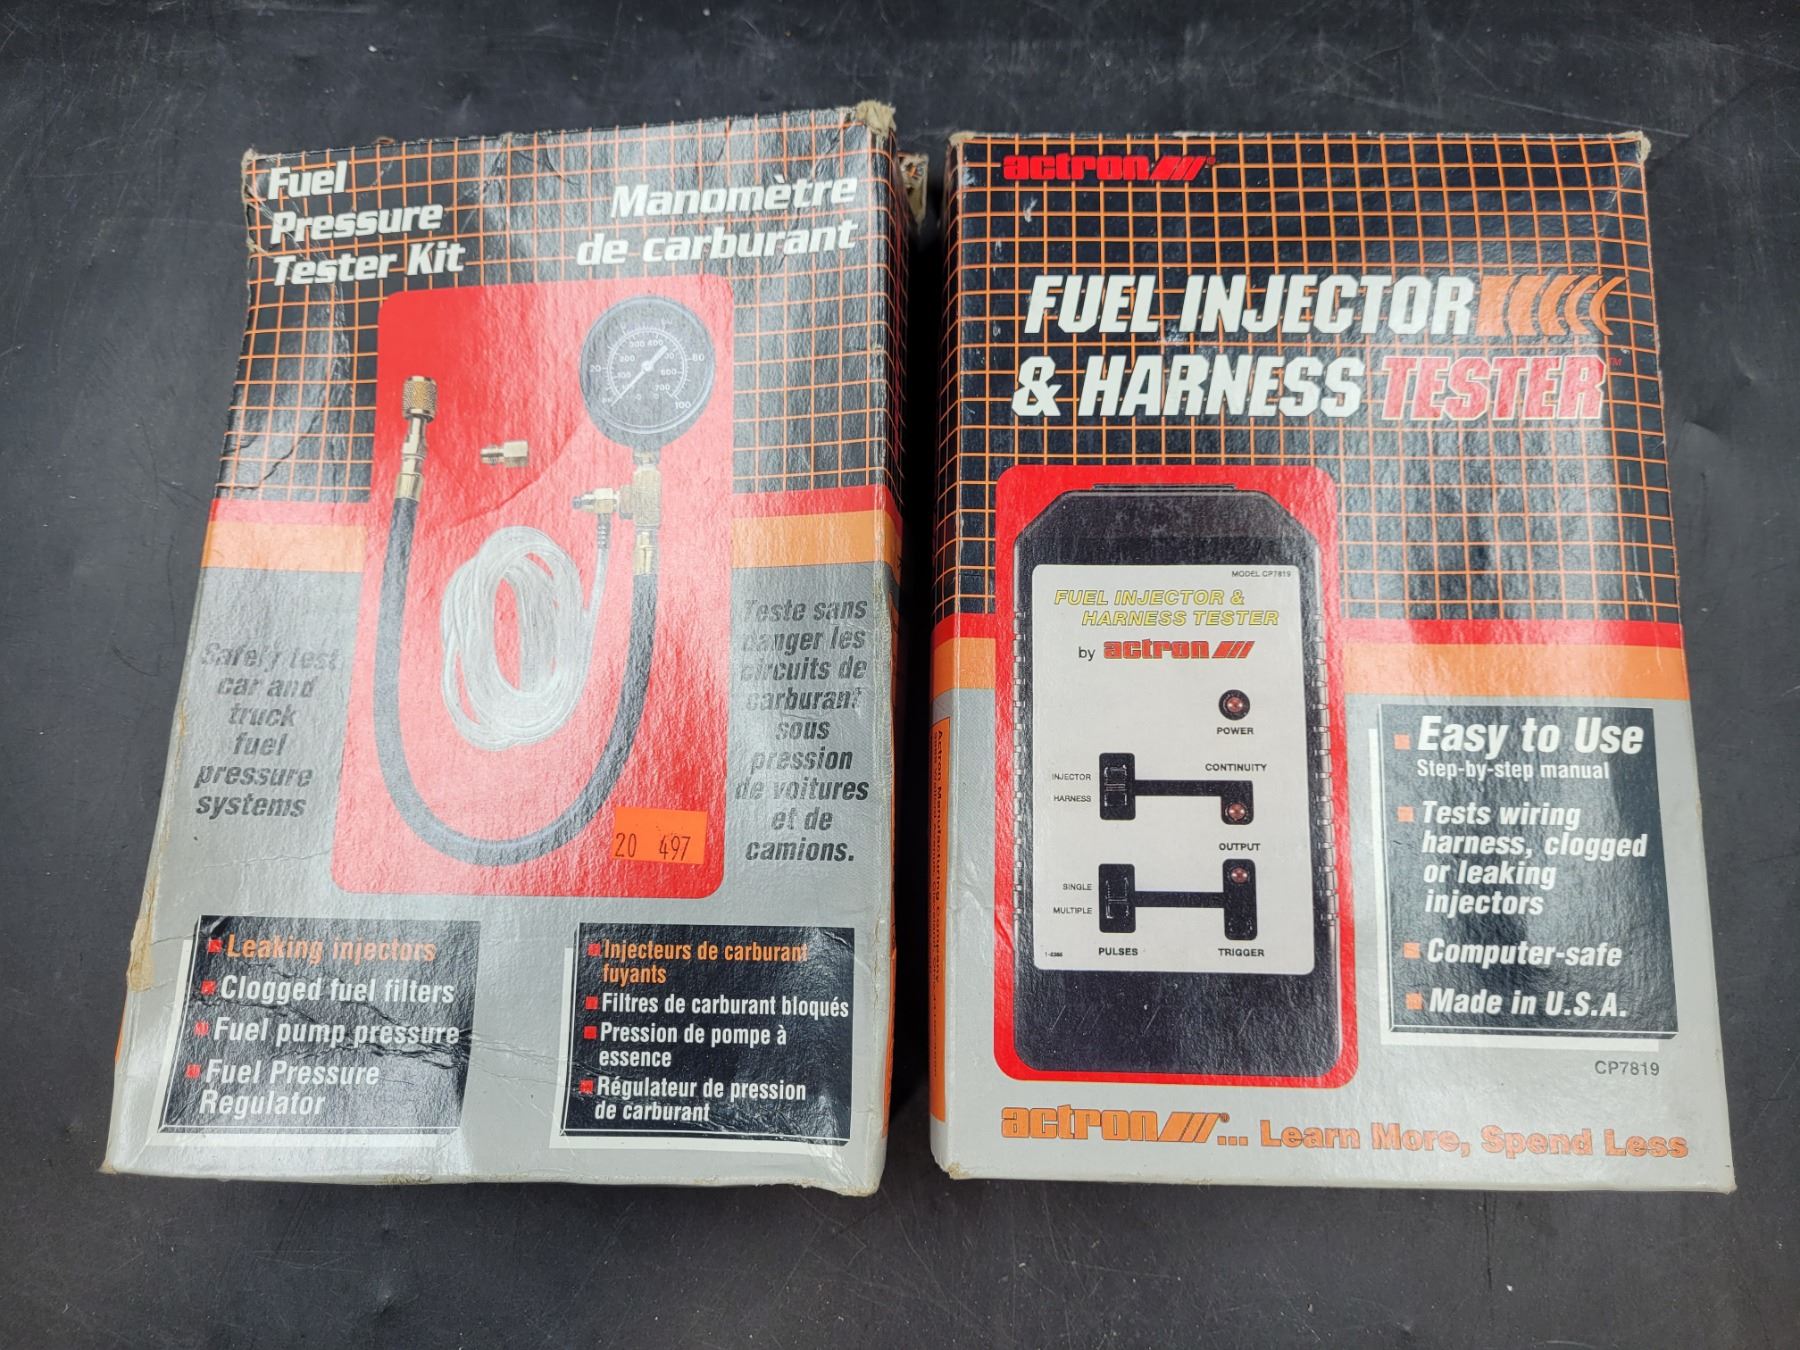 Fuel
Pressure
Tester Kit
Manomètre
de carburant
Safely test
car and
truck
fuel
pressure
systems
Teste sans
danger les
circuits de
carburant
sous
pression
de voitures
et de
camions.
20 497
Leaking injectors
Clogged fuel filters
Fuel pump pressure
Fuel Pressure
Regulator
Injecteurs de carburant
fuyants
Filtres de carburant bloqués
Pression de pompe à
essence
Régulateur de pression
de carburant
actron®
FUEL INJECTOR
& HARNESS TESTER™
MODEL CP7819
FUEL INJECTOR &
HARNESS TESTER
by actron
POWER
CONTINUITY
INJECTOR
HARNESS
OUTPUT
SINGLE
MULTIPLE
PULSES
TRIGGER
Easy to Use
Step-by-step manual
Tests wiring
harness, clogged
or leaking
injectors
Computer-safe
Made in U.S.A.
CP7819
actron®... Learn More, Spend Less